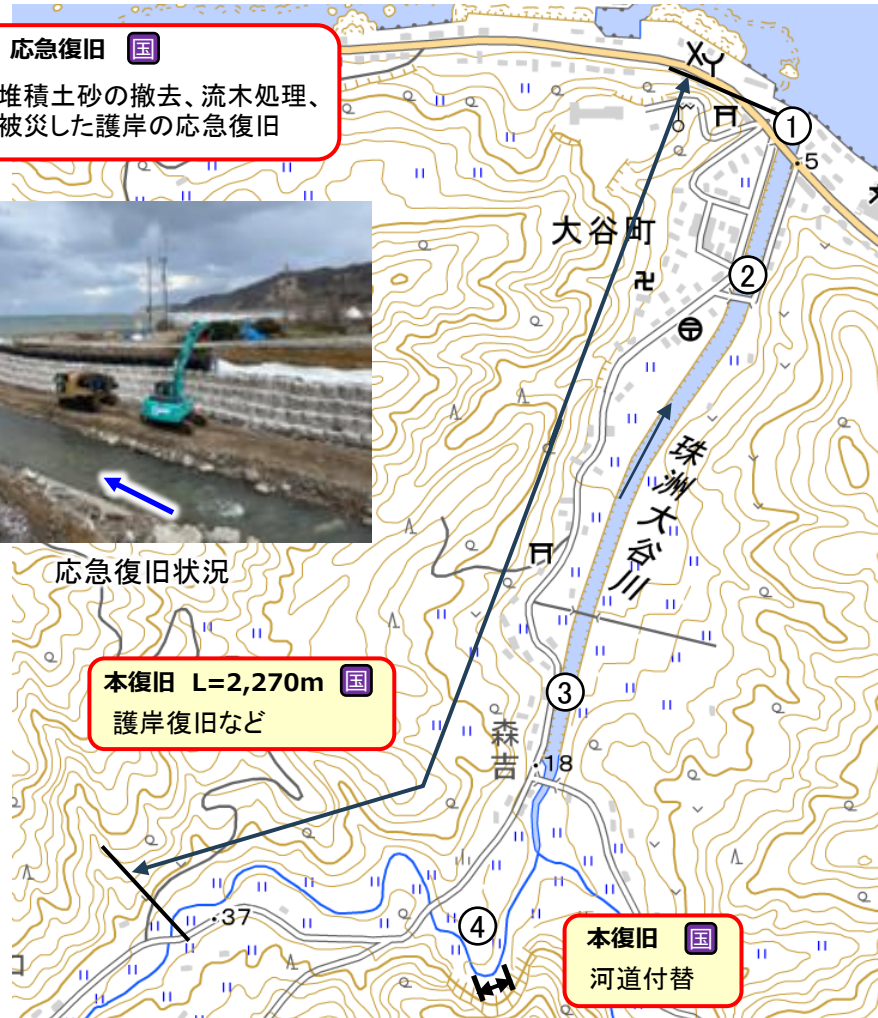 応急復旧 国
堆積土砂の撤去、流木処理、
被災した護岸の応急復旧
①
5
大谷町
②
珠洲大谷川
応急復旧状況
本復旧 L=2,270m 国
護岸復旧など
③
森吉
18
37
④
本復旧 国
河道付替